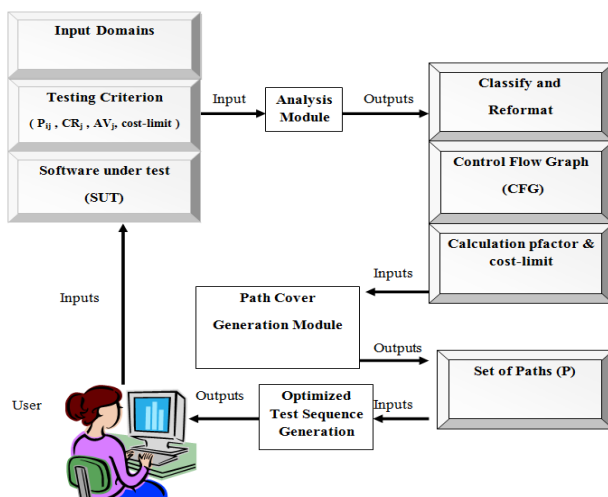 Input Domains
Testing Criterion
( Pij , CRj , AVj, cost-limit )
Software under test
(SUT)
Input
Analysis
Module
Outputs
Classify and
Reformat
Control Flow Graph
(CFG)
Calculation pfactor &
cost-limit
Inputs
Inputs
Path Cover
Generation Module
Outputs
Set of Paths (P)
Inputs
Optimized
Test Sequence
Generation
Outputs
User